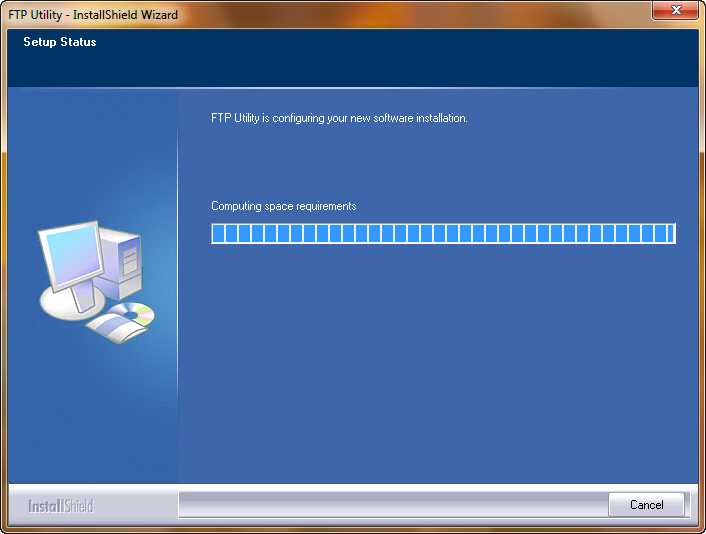 FTP Utility - InstallShield Wizard
Setup Status
FTP Utility is configuring your new software installation.
Computing space requirements
InstallShield
Cancel